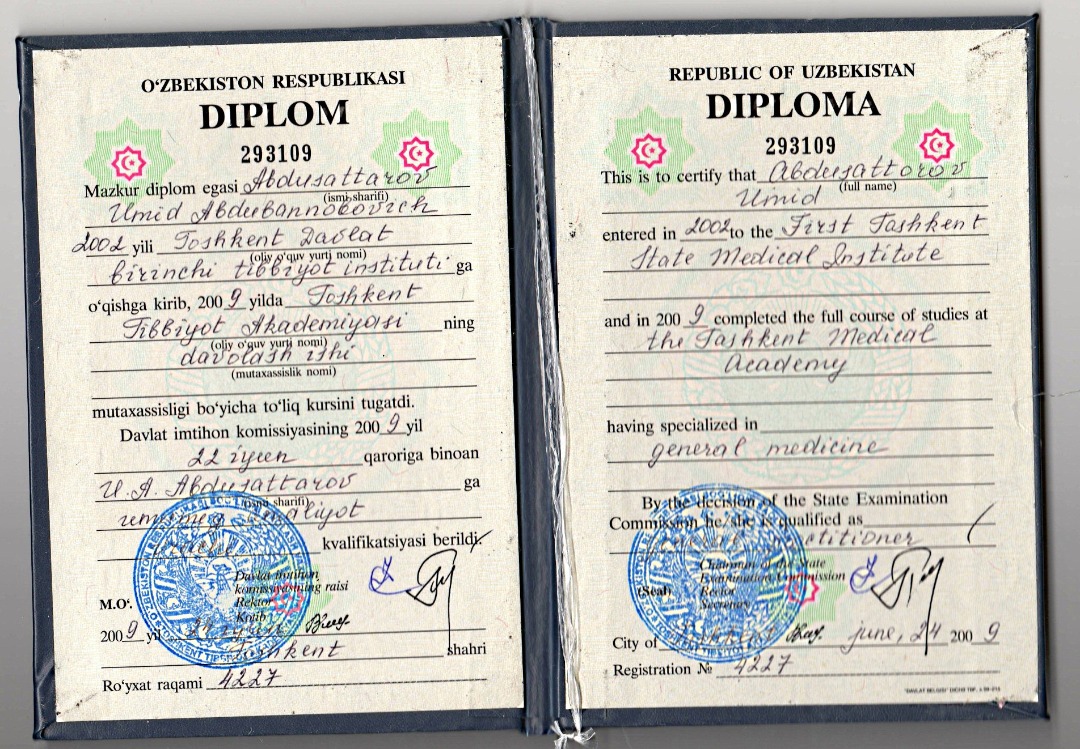 O‘ZBEKISTON RESPUBLIKASI
DIPLOM
293109
Mazkur diplom egasi Abdusattarov
(ismi sharifi)
Umid Abdubannobovich
2002 yili Toshkent Davlat
(oliy o‘quv yurti nomi)
birinchi tibbiyot instituti ga
o‘qishga kirib, 2009 yilda Toshkent
Tibbiyot Akademiyasi ning
(oliy o‘quv yurti nomi)
davolash ishi
(mutaxassislik nomi)
mutaxassisligi bo‘yicha to‘liq kursini tugatdi.
Davlat imtihon komissiyasining 2009 yil
22 iyun qaroriga binoan
U.A. Abdusattarov ga
(ismi sharifi)
kvalifikatsiyasi berildi.
Davlat imtihon
komissiyasining raisi
Rektor
M.O‘.
Kotib
2009 yil 24 iyun
Toshkent shahri
Ro‘yxat raqami 4227
REPUBLIC OF UZBEKISTAN
DIPLOMA
293109
This is to certify that Abdusattorov
(full name)
Umid
entered in 2002 to the First Tashkent
State Medical Institute
and in 2009 completed the full course of studies at
the Tashkent Medical
Academy
having specialized in
general medicine
By the decision of the State Examination
Commission he/she is qualified as
general practitioner
Chairman of the State
Examination Commission
(Seal)
Rector
Secretary
City of Tashkent june, 24 2009
Registration № 4227